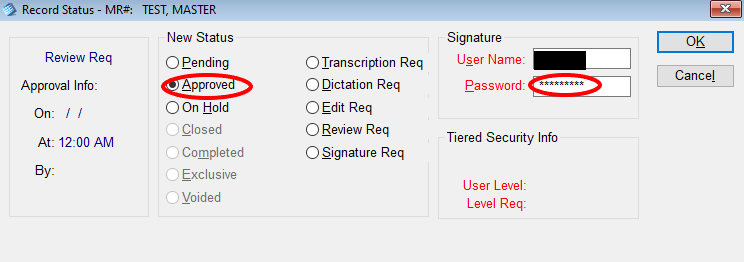 Record Status - MR#: TEST, MASTER
Review Req
Approval Info:
On: / /
At: 12:00 AM
By:
New Status
Pending
Approved
On Hold
Closed
Completed
Exclusive
Voided
Transcription Req
Dictation Req
Edit Req
Review Req
Signature Req
Signature
User Name:
Password: *********
Tiered Security Info
User Level:
Level Req:
OK
Cancel